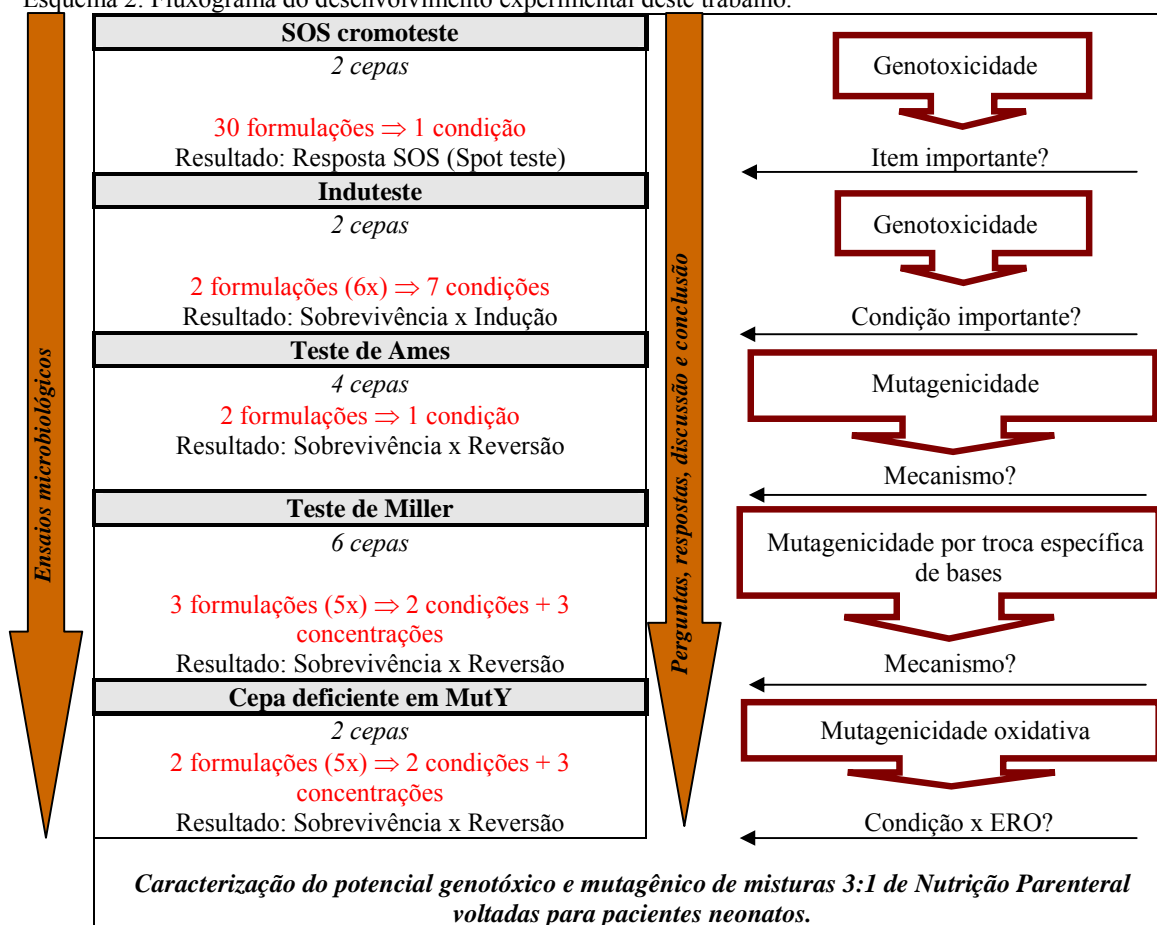 Esquema 2: Fluxograma do desenvolvimento experimental deste trabalho.
SOS cromoteste
2 cepas
30 formulações ⇒ 1 condição
Resultado: Resposta SOS (Spot teste)
Genotoxicidade
Item importante?
Induteste
2 cepas
2 formulações (6x) ⇒ 7 condições
Resultado: Sobrevivência x Indução
Genotoxicidade
Condição importante?
Teste de Ames
4 cepas
2 formulações ⇒ 1 condição
Resultado: Sobrevivência x Reversão
Mutagenicidade
Mecanismo?
Teste de Miller
6 cepas
3 formulações (5x) ⇒ 2 condições + 3
concentrações
Resultado: Sobrevivência x Reversão
Mutagenicidade por troca específica
de bases
Mecanismo?
Cepa deficiente em MutY
2 cepas
2 formulações (5x) ⇒ 2 condições + 3
concentrações
Resultado: Sobrevivência x Reversão
Mutagenicidade oxidativa
Condição x ERO?
Ensaios microbiológicos
Perguntas, respostas, discussão e conclusão
Caracterização do potencial genotóxico e mutagênico de misturas 3:1 de Nutrição Parenteral
voltadas para pacientes neonatos.